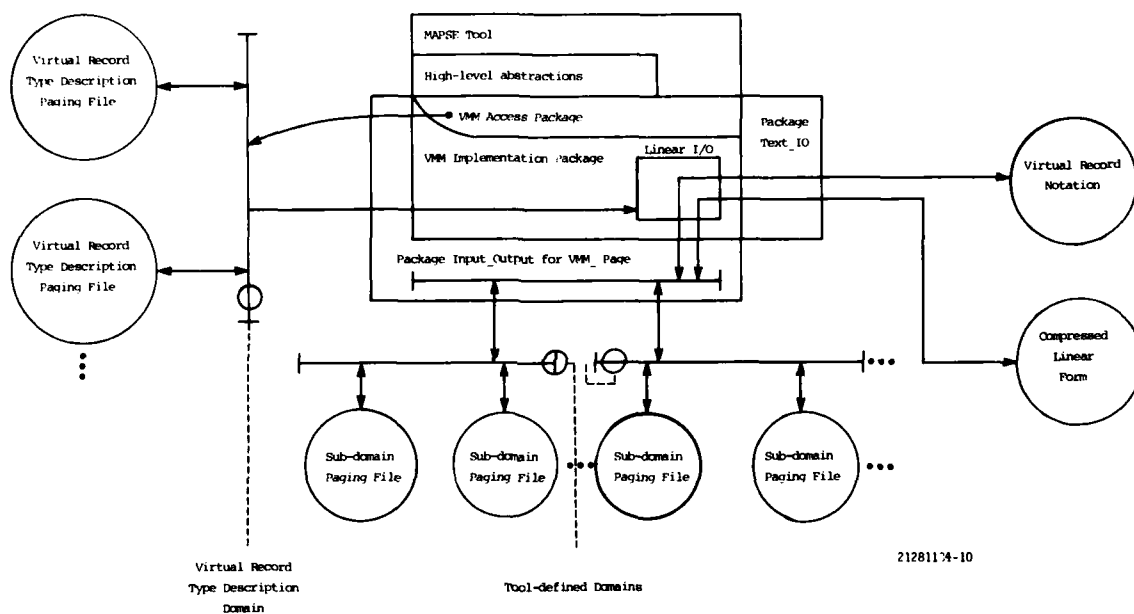 Virtual Record
Type Description
Paging File
MAPSE Tool
High-level abstractions
VMM Access Package
Package
Text_IO
VMM Implementation Package
Linear I/O
Virtual Record
Notation
Virtual Record
Type Description
Paging File
Package Input_Output for VMM_ Page
Compressed
Linear
Form
Sub-domain
Paging File
Sub-domain
Paging File
Sub-domain
Paging File
Sub-domain
Paging File
Virtual Record
Type Description
Domain
Tool-defined Domains